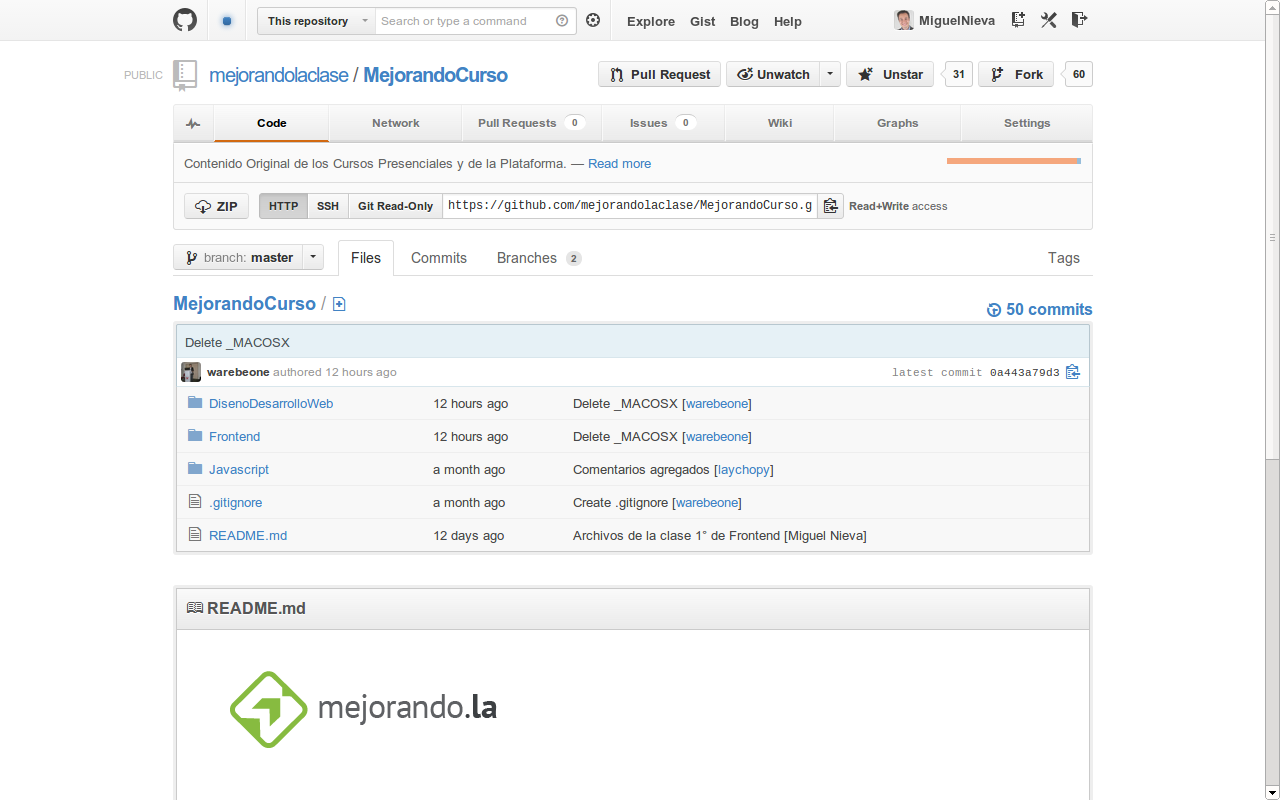 This repository Search or type a command Explore Gist Blog Help MiguelNieva
PUBLIC mejorandolaclase / MejorandoCurso Pull Request Unwatch Unstar 31 Fork 60
Code Network Pull Requests 0 Issues 0 Wiki Graphs Settings
Contenido Original de los Cursos Presenciales y de la Plataforma. — Read more
ZIP HTTP SSH Git Read-Only https://github.com/mejorandolaclase/MejorandoCurso.g Read+Write access
branch: master Files Commits Branches 2 Tags
MejorandoCurso / 50 commits
Delete _MACOSX
warebeone authored 12 hours ago latest commit 0a443a79d3
DisenoDesarrolloWeb 12 hours ago Delete _MACOSX [warebeone]
Frontend 12 hours ago Delete _MACOSX [warebeone]
Javascript a month ago Comentarios agregados [laychopy]
.gitignore a month ago Create .gitignore [warebeone]
README.md 12 days ago Archivos de la clase 1° de Frontend [Miguel Nieva]
README.md
mejorando.la